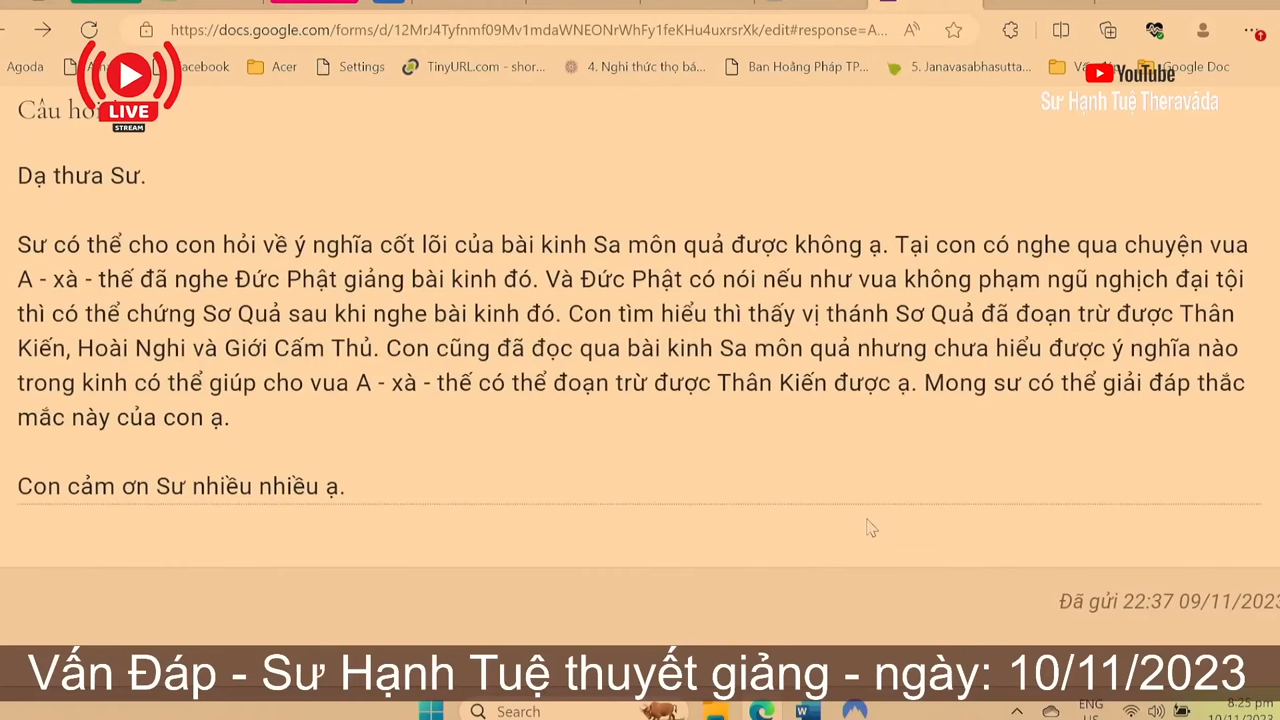 https://docs.google.com/forms/d/12MrJ4Tyfnmf09Mv1mdaWNEONrWhFy1feKHu4uxrsrXk/edit#response=A...
Agoda
acebook
Acer
Settings
TinyURL.com - shor...
4. Nghi thức thọ bá...
Ban Hoằng Pháp TP...
5. Janavasabhasutta...
Google Doc
LIVE
STREAM
YouTube
Sư Hạnh Tuệ Theravāda
Câu hỏi
Dạ thưa Sư.
Sư có thể cho con hỏi về ý nghĩa cốt lõi của bài kinh Sa môn quả được không ạ. Tại con có nghe qua chuyện vua
A - xà - thế đã nghe Đức Phật giảng bài kinh đó. Và Đức Phật có nói nếu như vua không phạm ngũ nghịch đại tội
thì có thể chứng Sơ Quả sau khi nghe bài kinh đó. Con tìm hiểu thì thấy vị thánh Sơ Quả đã đoạn trừ được Thân
Kiến, Hoài Nghi và Giới Cấm Thủ. Con cũng đã đọc qua bài kinh Sa môn quả nhưng chưa hiểu được ý nghĩa nào
trong kinh có thể giúp cho vua A - xà - thế có thể đoạn trừ được Thân Kiến được ạ. Mong sư có thể giải đáp thắc
mắc này của con ạ.
Con cảm ơn Sư nhiều nhiều ạ.
Đã gửi 22:37 09/11/2023
Vấn Đáp - Sư Hạnh Tuệ thuyết giảng - ngày: 10/11/2023
Search
ENG
8:25 pm